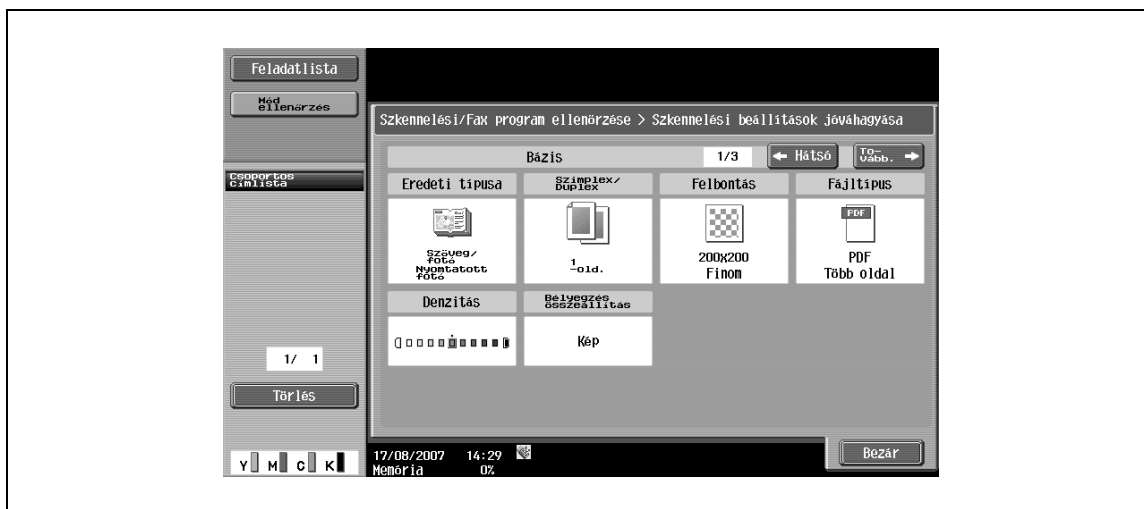 Feladatlista
Mód
ellenőrzés
Szkennelési/Fax program ellenőrzése > Szkennelési beállítások jóváhagyása
Bázis
1/3
Hátsó
To-
vább.
Csoportos
címlista
Eredeti típusa
Szimplex/
Duplex
Felbontás
Fájltípus
PDF
Szöveg/
fotó
Nyomtatott
fotó
1
-old.
200x200
Finom
PDF
Több oldal
Denzitás
Bélyegzés
összeállítás
Kép
1/ 1
Törlés
Y M C K
17/08/2007 14:29
Memória 0%
Bezár